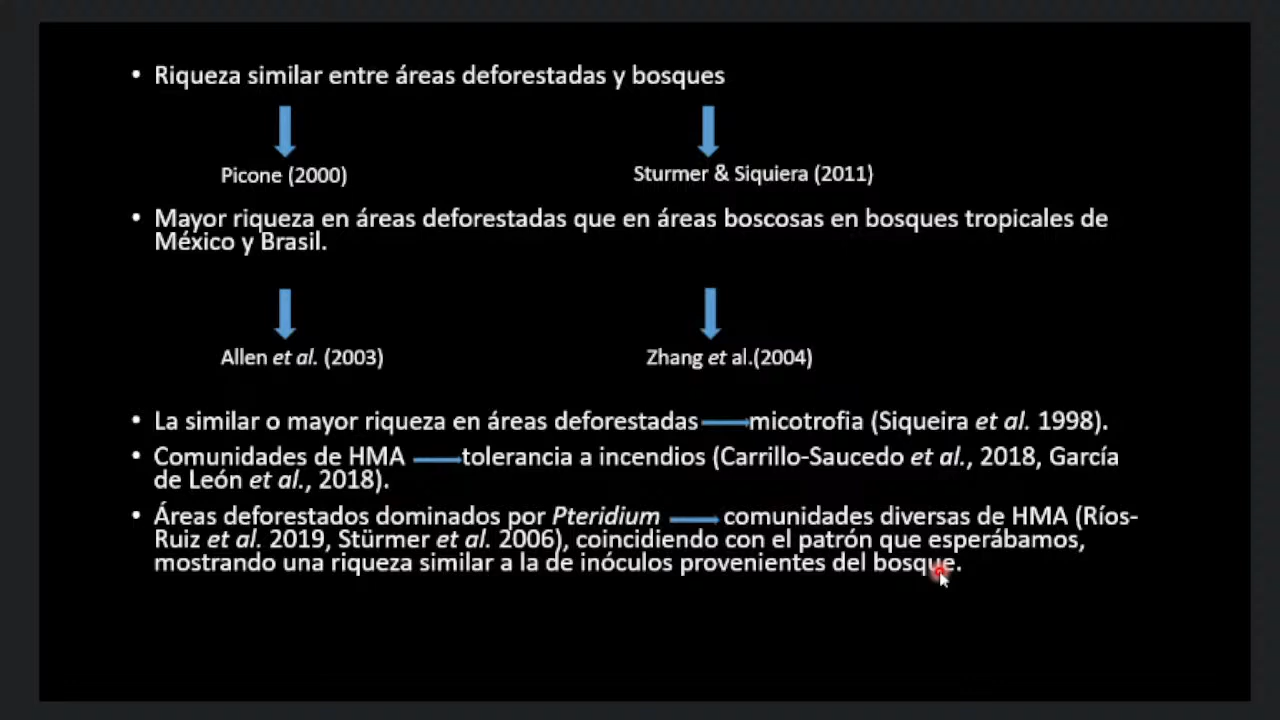 • Riqueza similar entre áreas deforestadas y bosques
Picone (2000)
Sturmer & Siquiera (2011)
• Mayor riqueza en áreas deforestadas que en áreas boscosas en bosques tropicales de
México y Brasil.
Allen et al. (2003)
Zhang et al.(2004)
• La similar o mayor riqueza en áreas deforestadas micotrofia (Siqueira et al. 1998).
• Comunidades de HMA tolerancia a incendios (Carrillo-Saucedo et al., 2018, García
de León et al., 2018).
• Áreas deforestados dominados por Pteridium comunidades diversas de HMA (Ríos-
Ruiz et al. 2019, Stürmer et al. 2006), coincidiendo con el patrón que esperábamos,
mostrando una riqueza similar a la de inóculos provenientes del bosque.